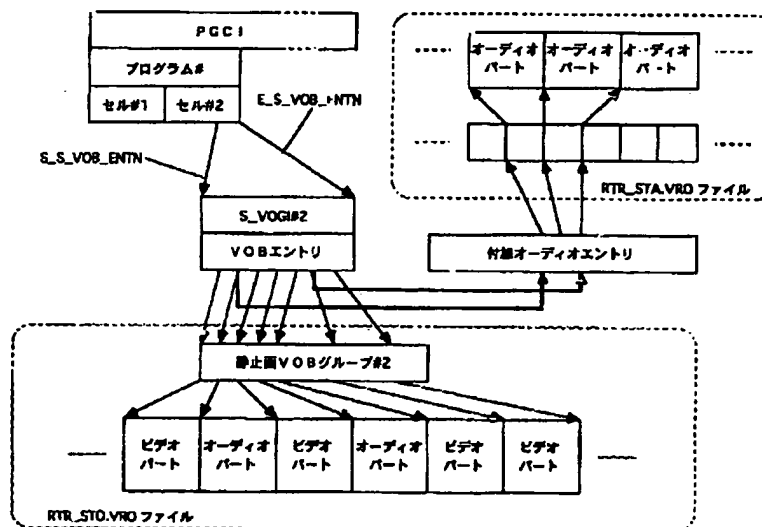 PGCI
プログラム#
セル#1 セル#2
E_S_VOB_ENTN
S_S_VOB_ENTN
S_VOGI#2
VOBエントリ
オーディオ オーディオ オーディオ
パート パート パート
RTR_STA.VRO ファイル
付加オーディオエントリ
静止画VOBグループ#2
ビデオ オーディオ ビデオ オーディオ ビデオ ビデオ
パート パート パート パート パート パート
RTR_STO.VRO ファイル